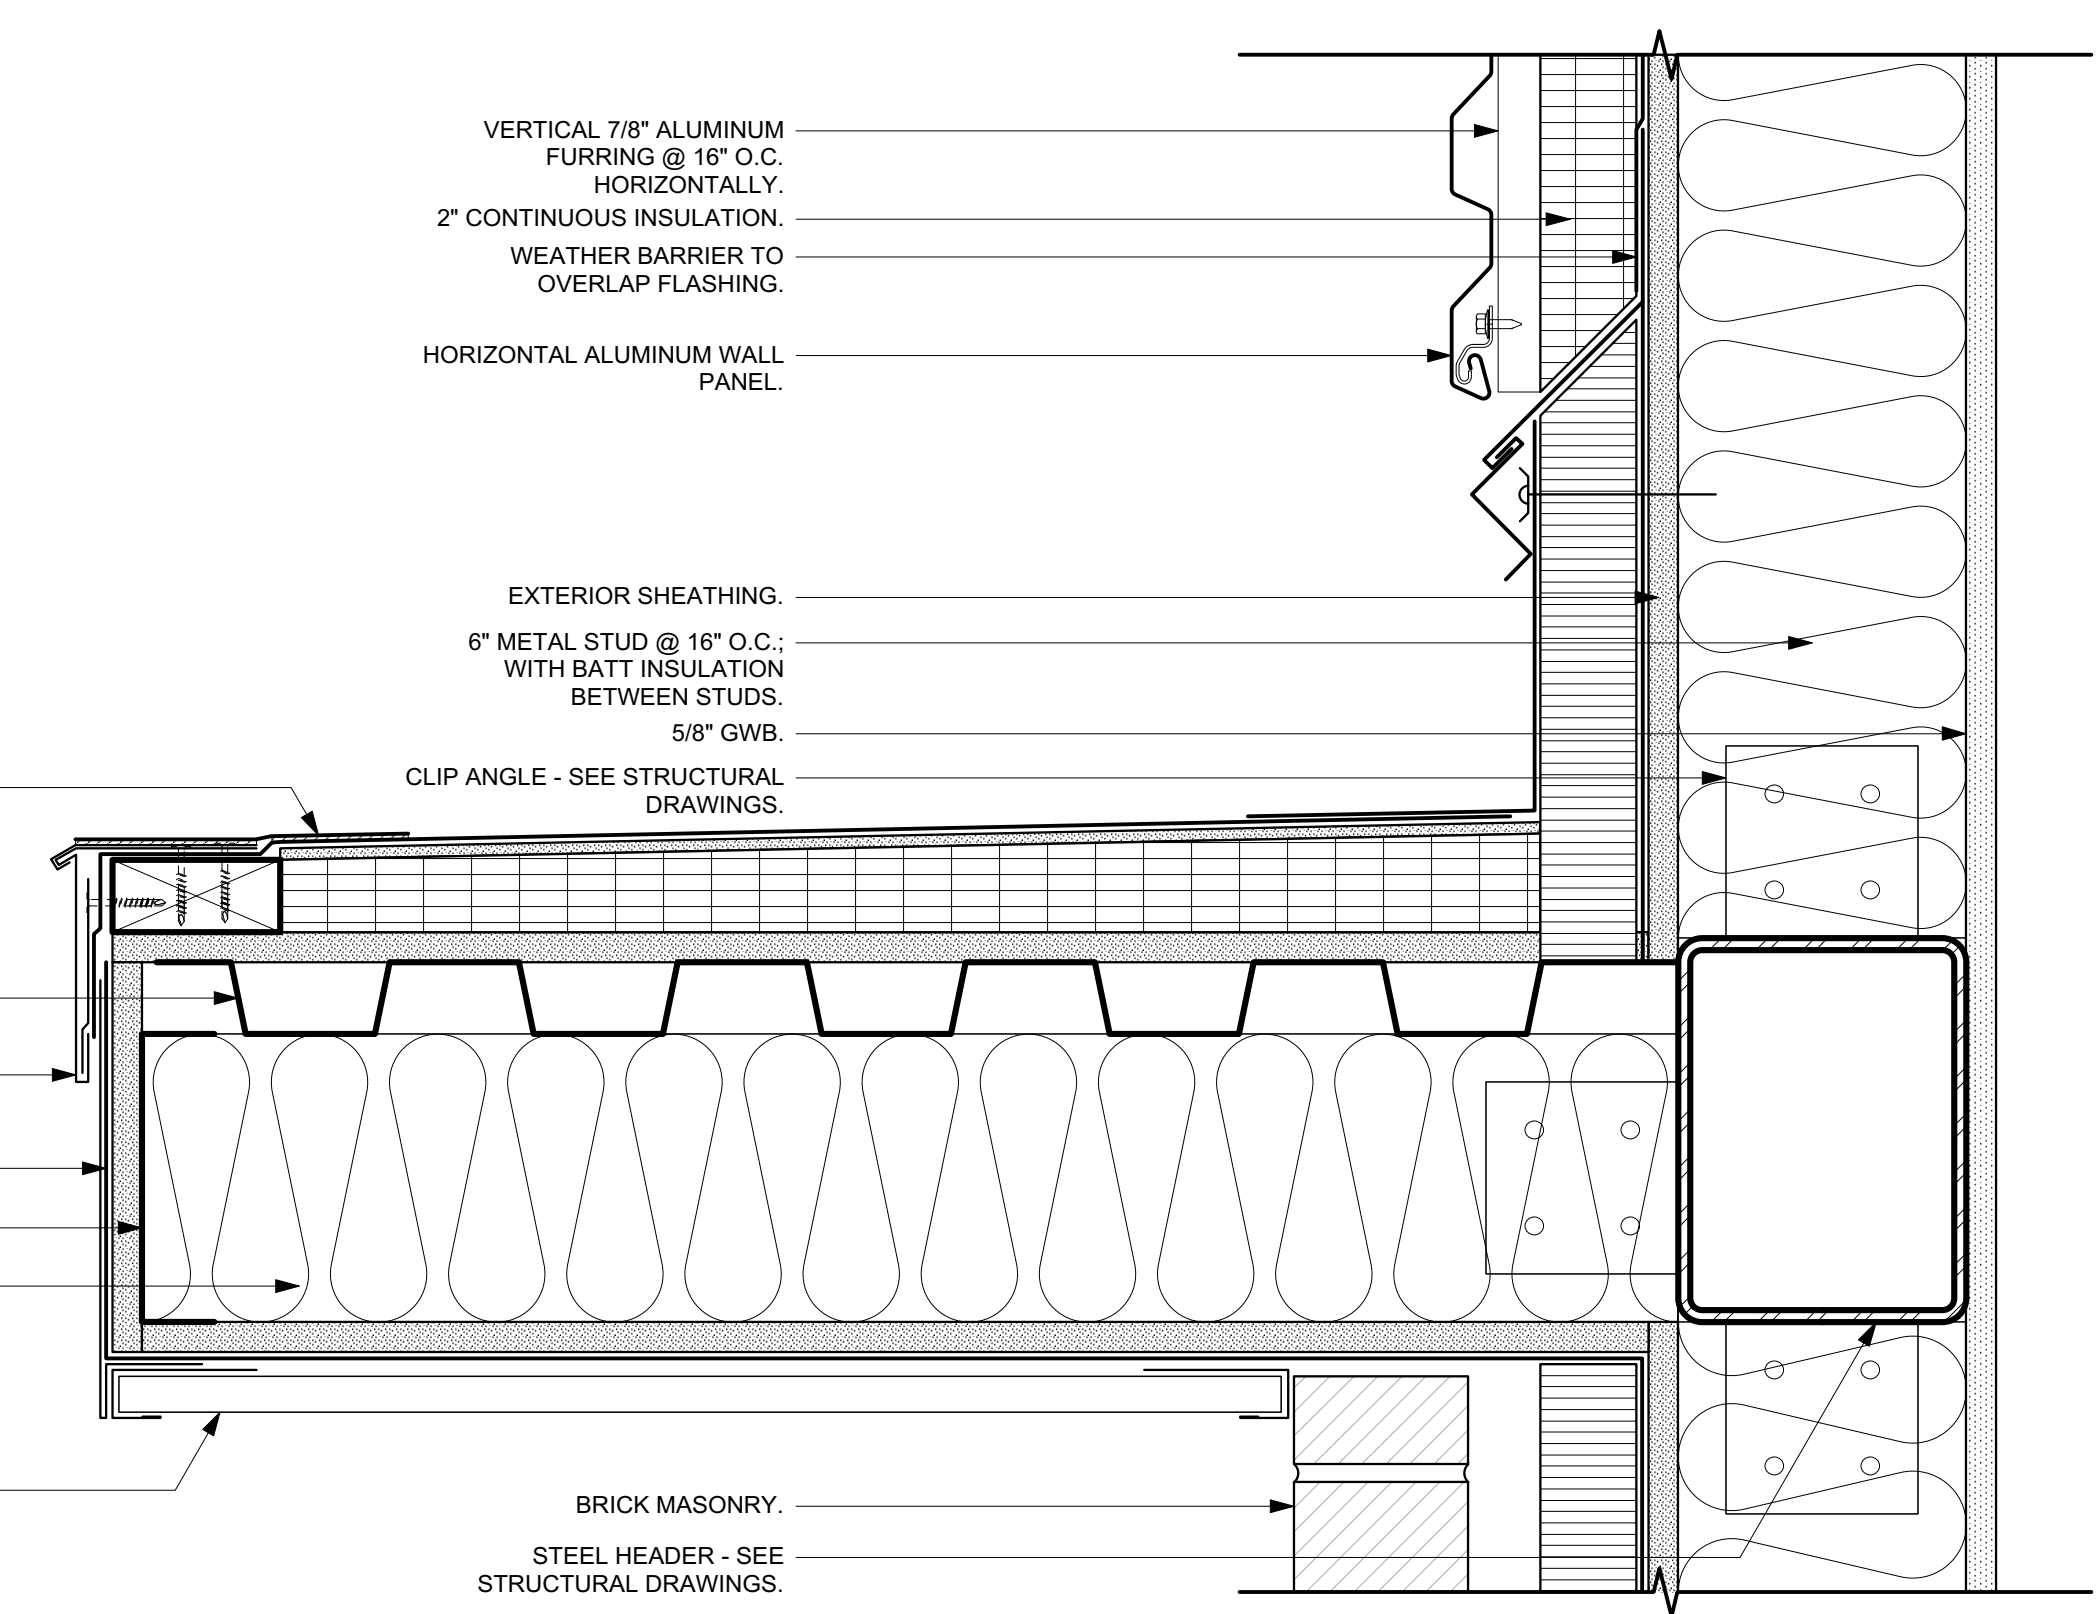 VERTICAL 7/8" ALUMINUM
FURRING @ 16" O.C.
HORIZONTALLY.
2" CONTINUOUS INSULATION.
WEATHER BARRIER TO
OVERLAP FLASHING.
HORIZONTAL ALUMINUM WALL
PANEL.
EXTERIOR SHEATHING.
6" METAL STUD @ 16" O.C.;
WITH BATT INSULATION
BETWEEN STUDS.
5/8" GWB.
CLIP ANGLE - SEE STRUCTURAL
DRAWINGS.
BRICK MASONRY.
STEEL HEADER - SEE
STRUCTURAL DRAWINGS.